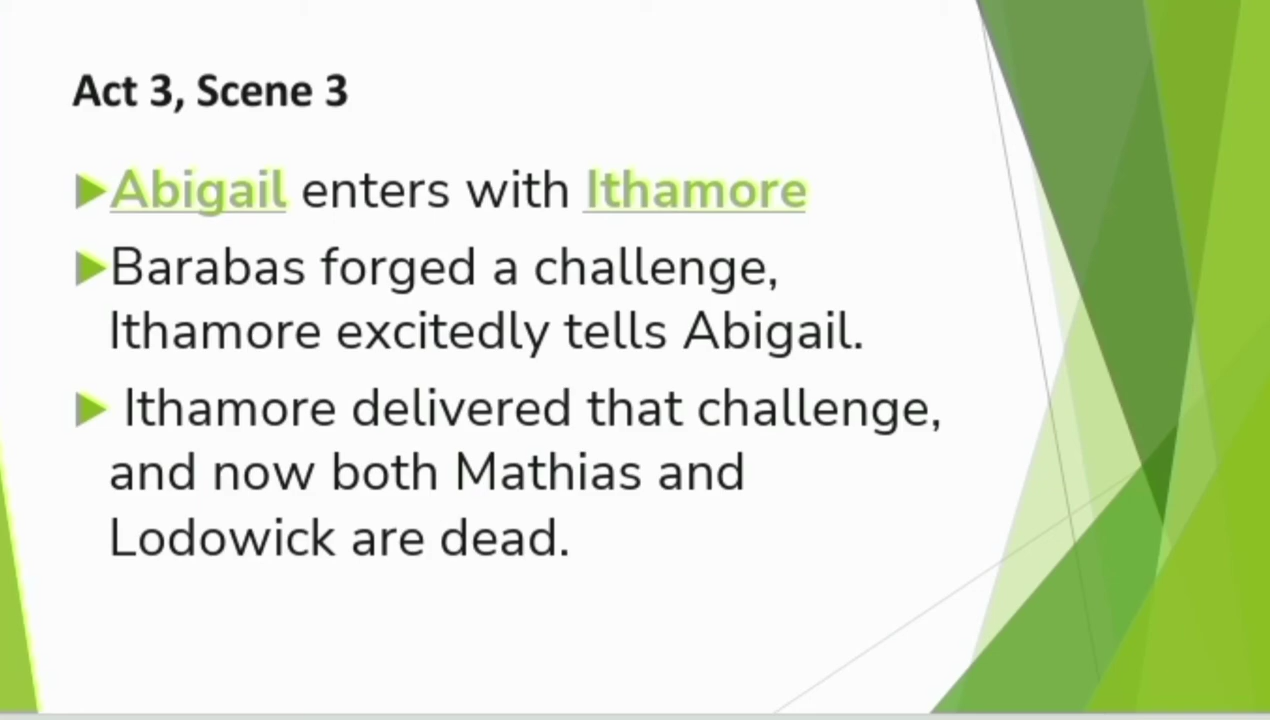 Act 3, Scene 3
Abigail enters with Ithamore
Barabas forged a challenge,
Ithamore excitedly tells Abigail.
Ithamore delivered that challenge,
and now both Mathias and
Lodowick are dead.